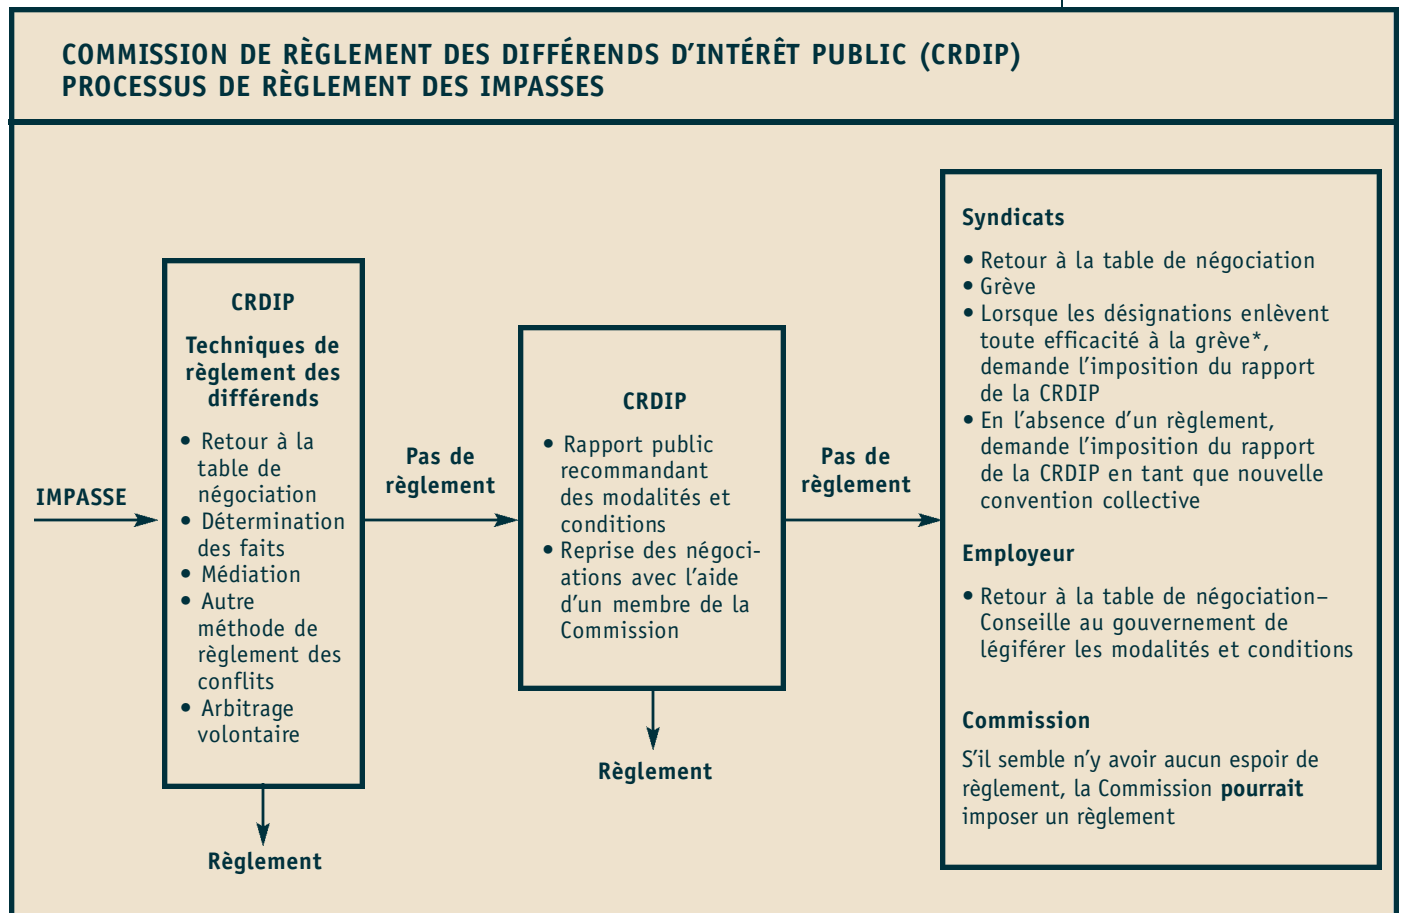 COMMISSION DE RÈGLEMENT DES DIFFÉRENDS D'INTÉRÊT PUBLIC (CRDIP)
PROCESSUS DE RÈGLEMENT DES IMPASSES
IMPASSE
CRDIP
Techniques de
règlement des
différends
• Retour à la
table de
négociation
• Détermination
des faits
• Médiation
• Autre
méthode de
règlement des
conflits
• Arbitrage
volontaire
Règlement
Pas de
règlement
CRDIP
• Rapport public
recommandant
des modalités et
conditions
• Reprise des négoci-
ations avec l'aide
d'un membre de la
Commission
Règlement
Pas de
règlement
Syndicats
• Retour à la table de négociation
• Grève
• Lorsque les désignations enlèvent
toute efficacité à la grève*,
demande l'imposition du rapport
de la CRDIP
• En l'absence d'un règlement,
demande l'imposition du rapport
de la CRDIP en tant que nouvelle
convention collective
Employeur
• Retour à la table de négociation–
Conseille au gouvernement de
légiférer les modalités et conditions
Commission
S'il semble n'y avoir aucun espoir de
règlement, la Commission pourrait
imposer un règlement